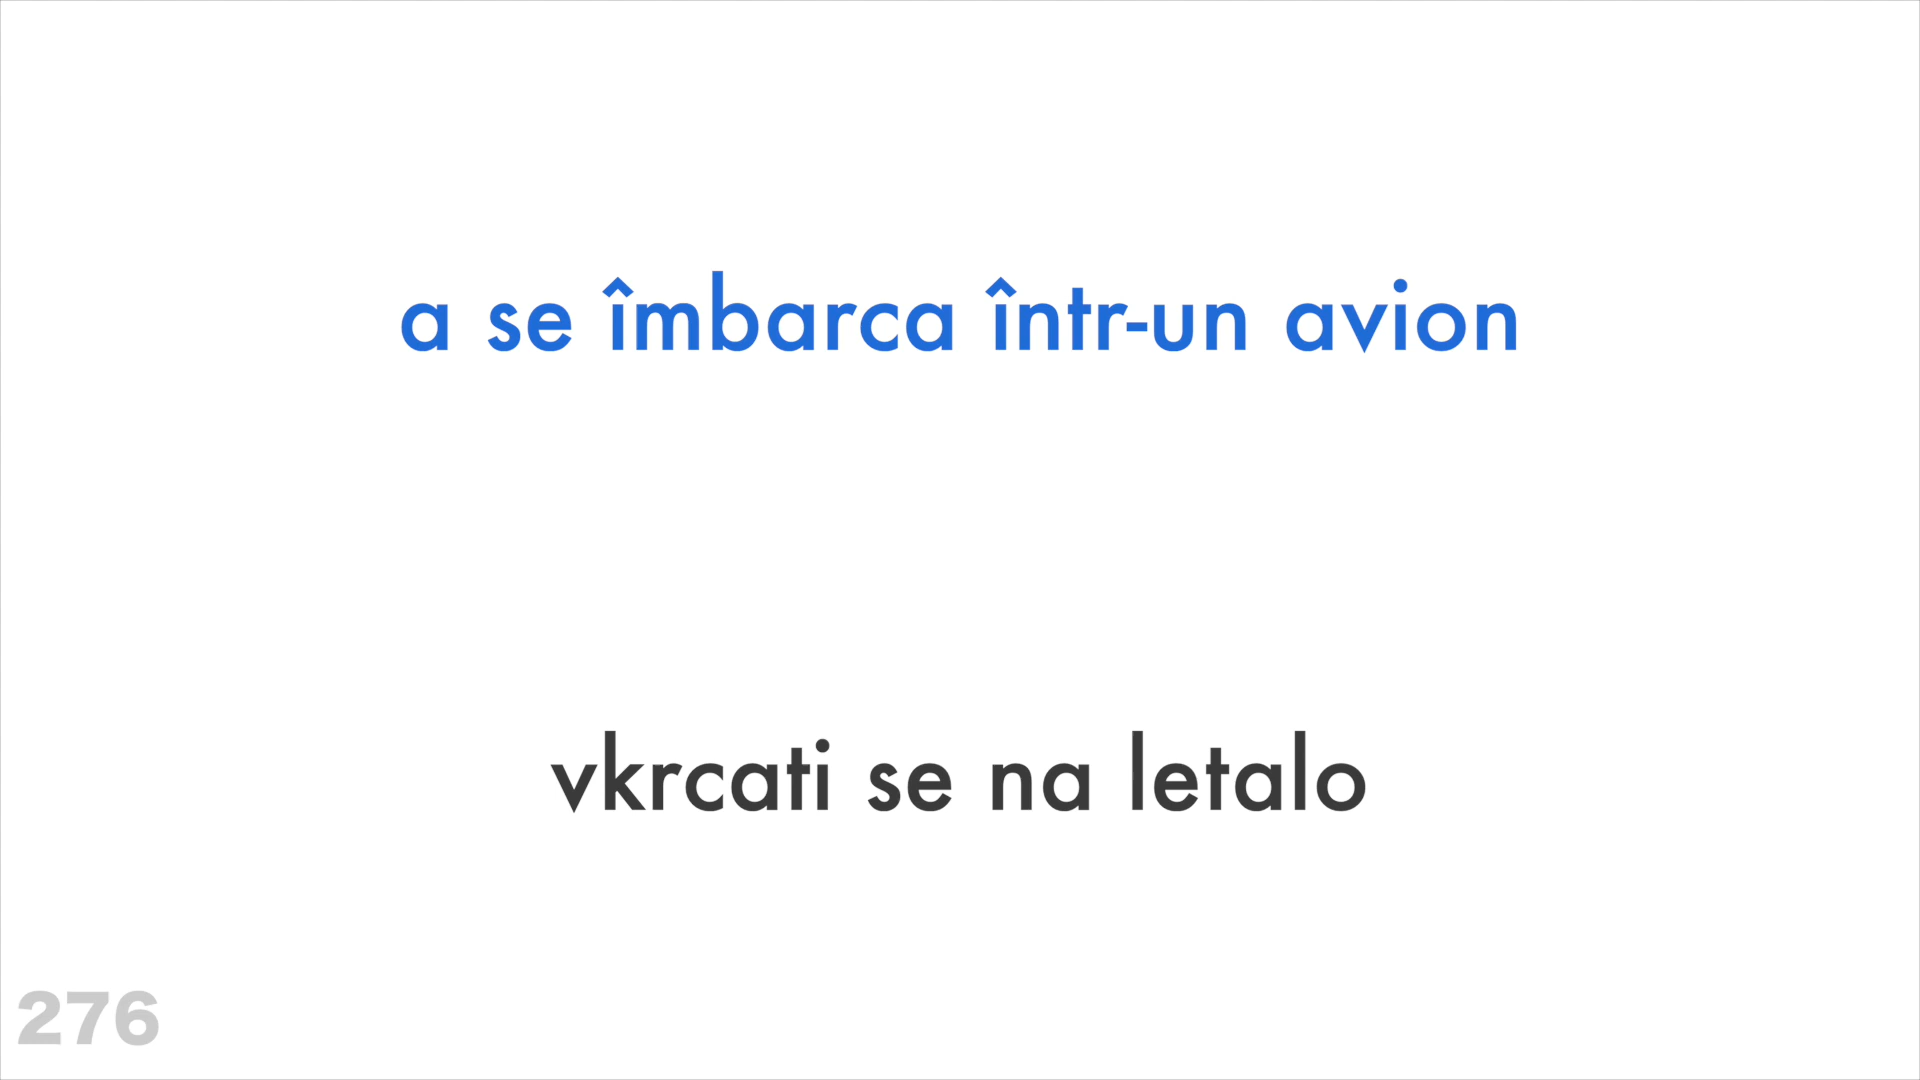 a se îmbarca într-un avion
vkrcati se na letalo
276